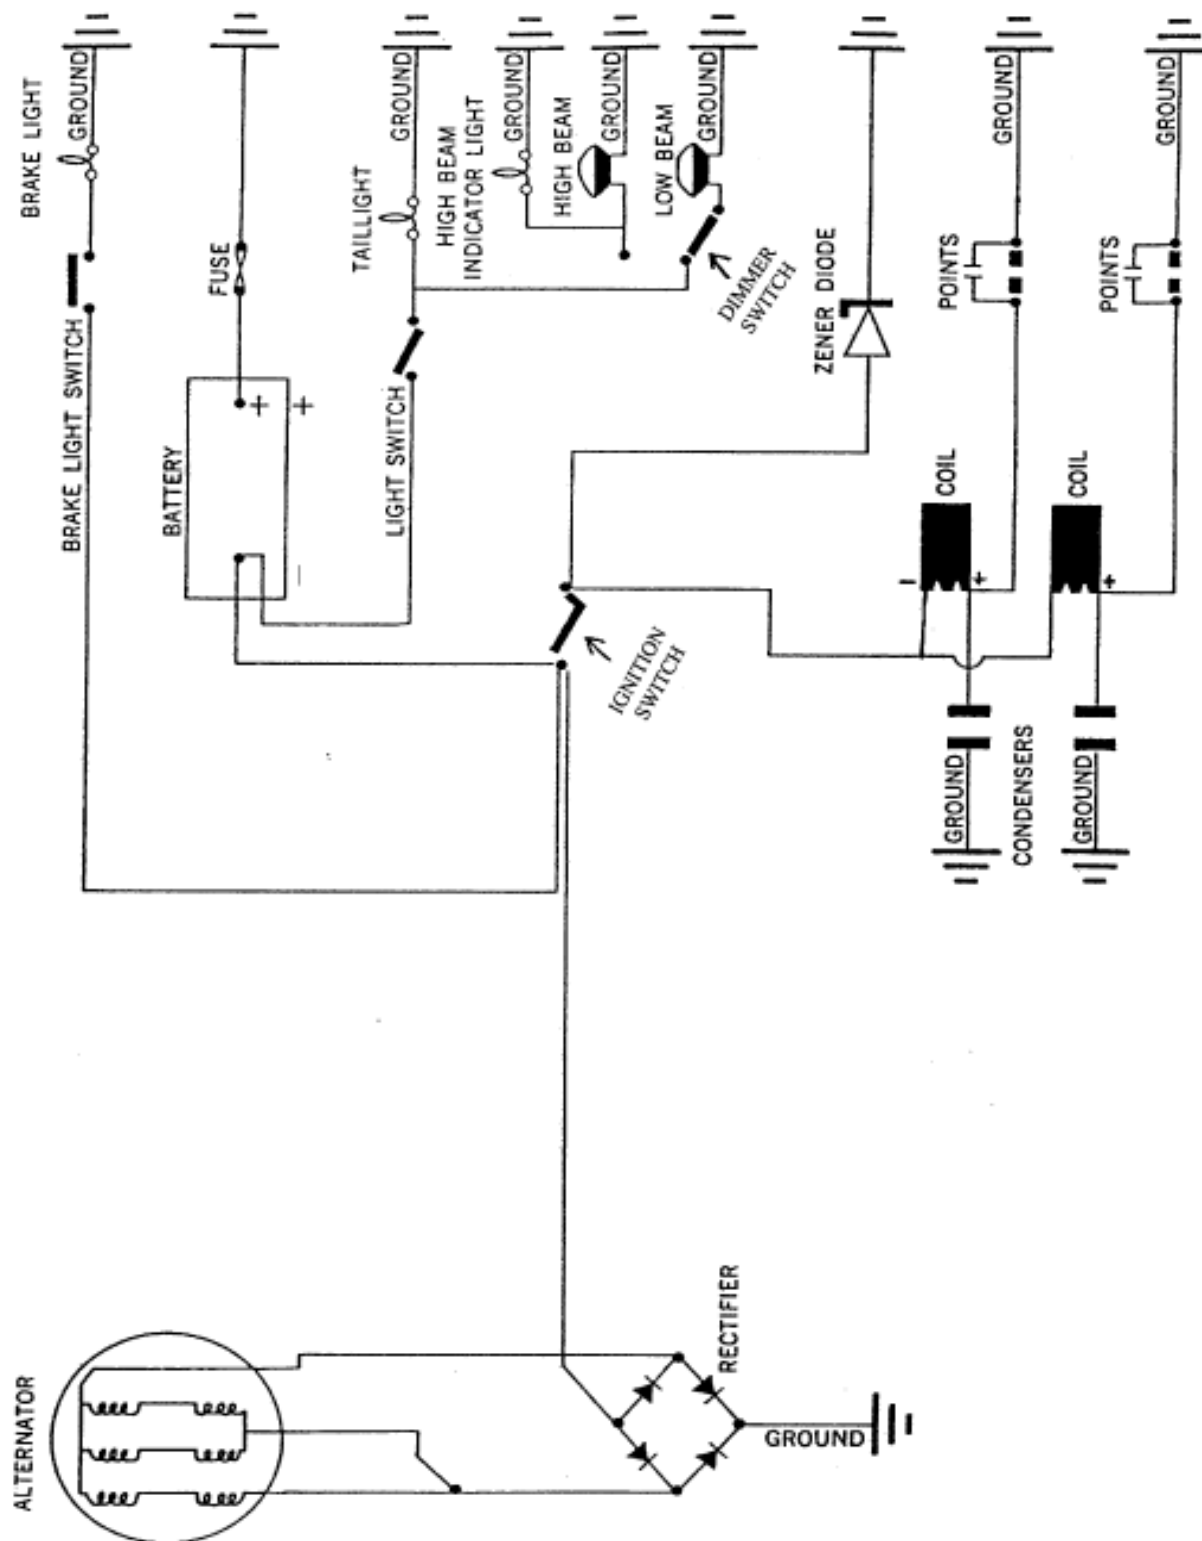 BRAKE LIGHT
GROUND
BRAKE LIGHT SWITCH
FUSE
BATTERY
+
+
−
TAILLIGHT
GROUND
LIGHT SWITCH
HIGH BEAM
INDICATOR LIGHT
GROUND
HIGH BEAM
GROUND
LOW BEAM
GROUND
DIMMER
SWITCH
IGNITION
SWITCH
ZENER DIODE
POINTS
GROUND
POINTS
GROUND
COIL
-
+
COIL
+
GROUND
CONDENSERS
GROUND
ALTERNATOR
RECTIFIER
GROUND